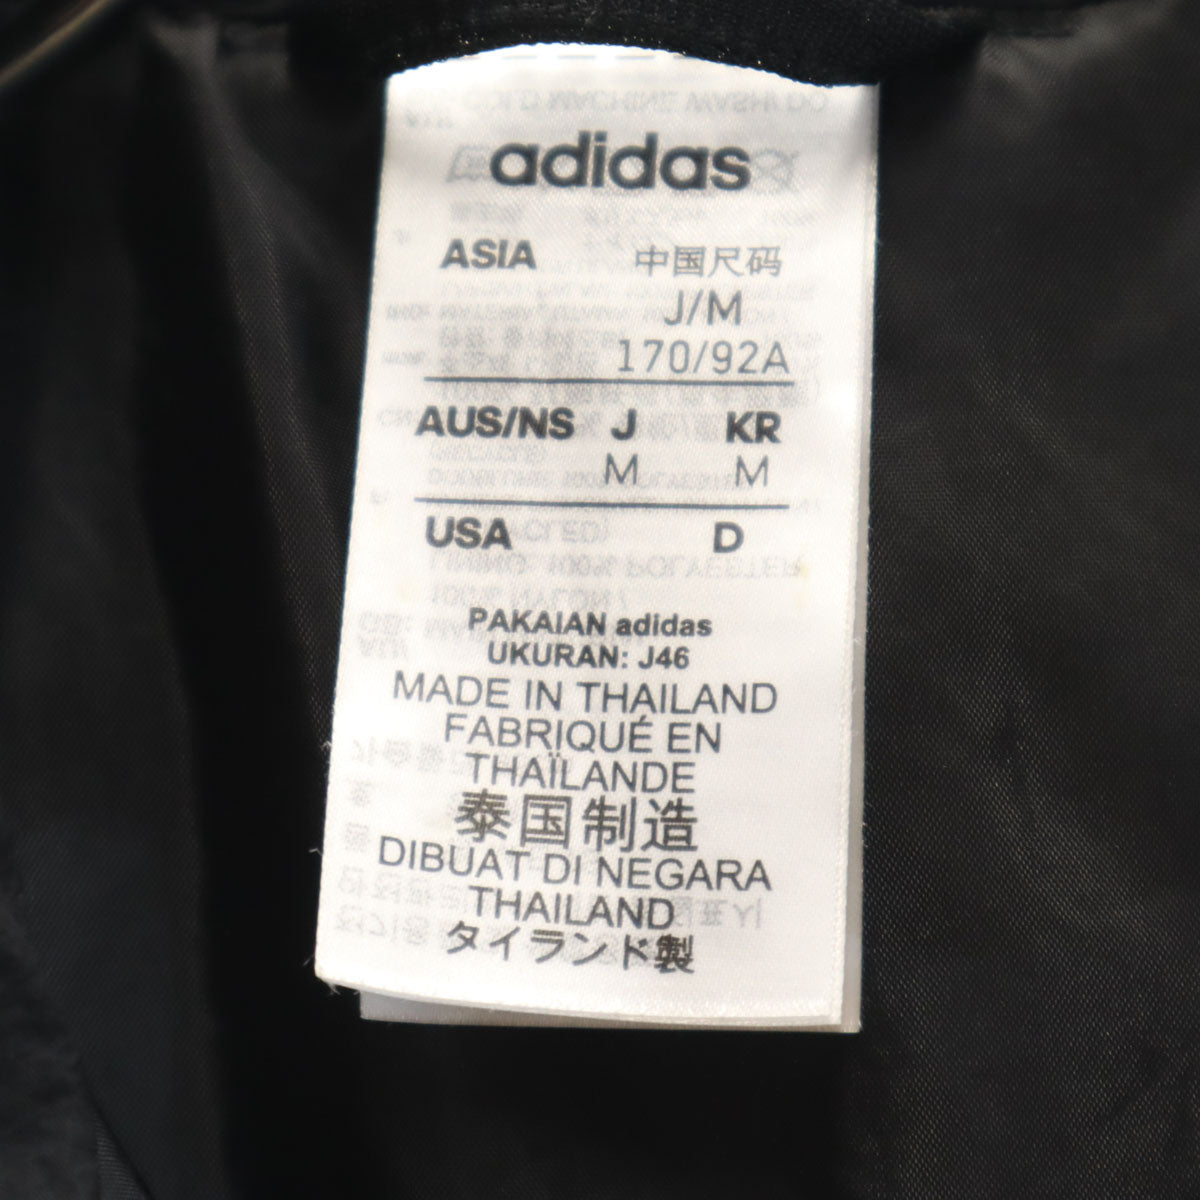 adidas
ASIA 中国尺码
J/M
170/92A
AUS/NS J KR
M M
USA D
PAKAIAN adidas
UKURAN: J46
MADE IN THAILAND
FABRIQUÉ EN
THAÏLANDE
泰国制造
DIBUAT DI NEGARA
THAILAND
タイランド製